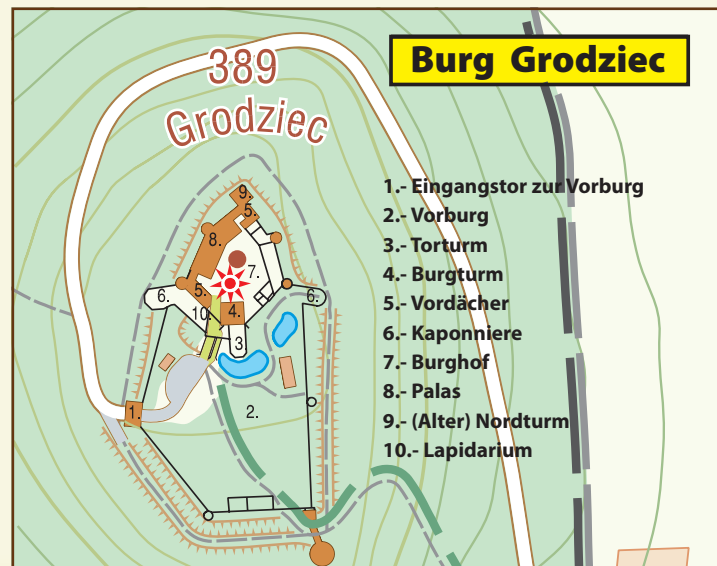 Burg Grodziec
389
Grodziec
1.- Eingangstor zur Vorburg
2.- Vorburg
3.- Torturm
4.- Burgturm
5.- Vordächer
6.- Kaponniere
7.- Burghof
8.- Palas
9.- (Alter) Nordturm
10.- Lapidarium
9.
5.
8.
7.
5.
6.
6.
10.
4.
3
1.
2.